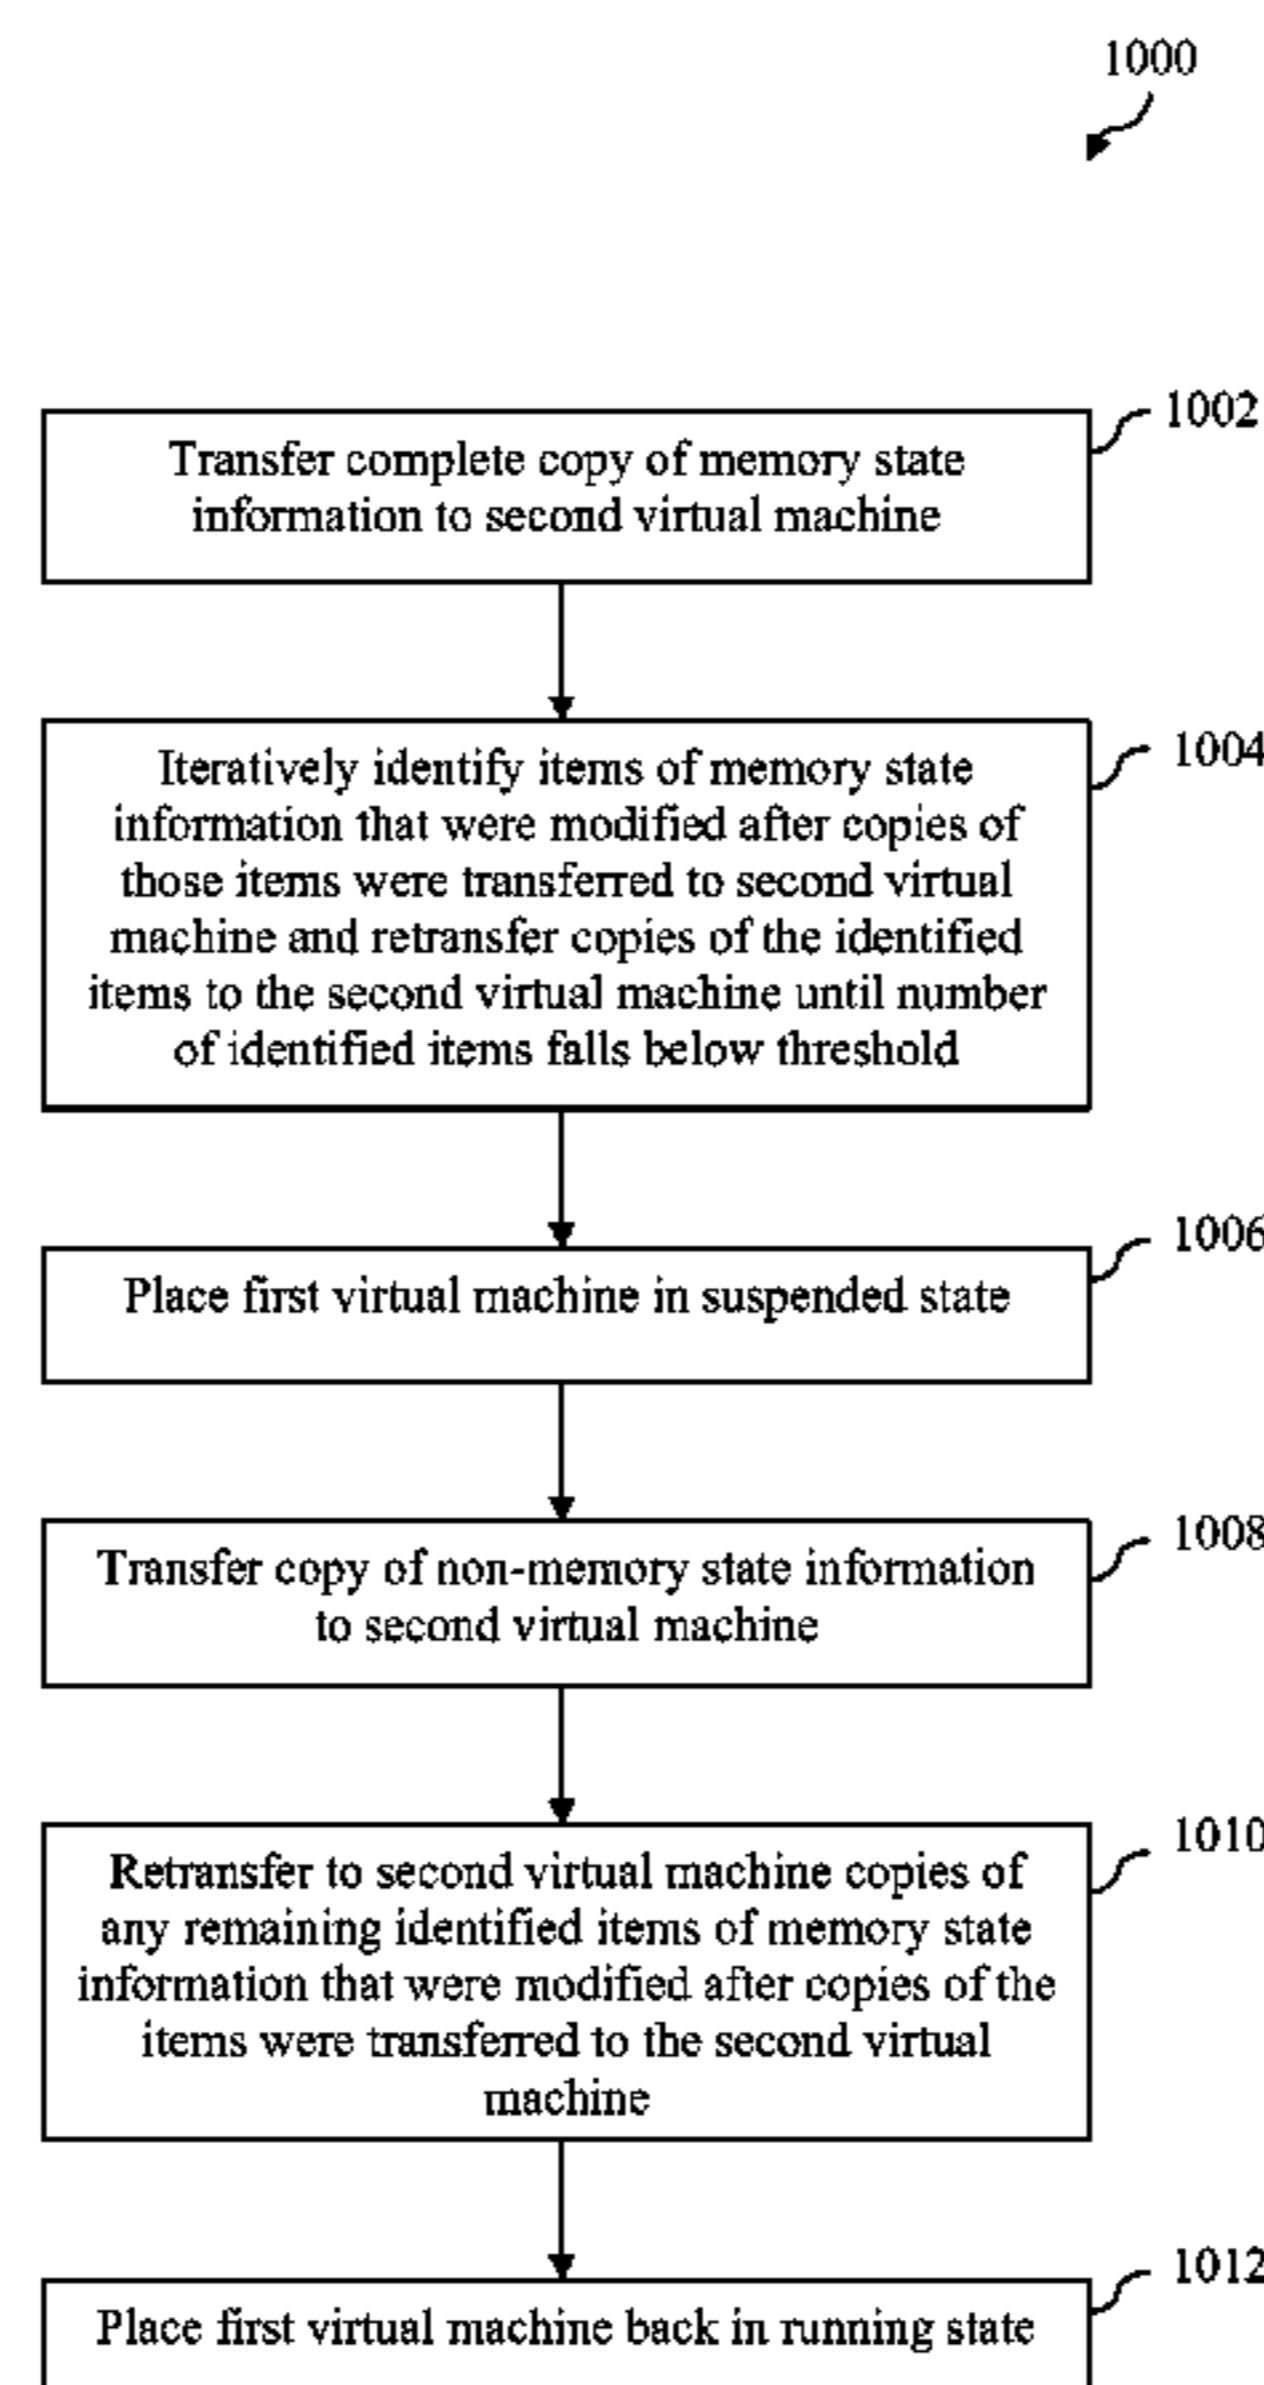 1000
1002
Transfer complete copy of memory state
information to second virtual machine
1004
Iteratively identify items of memory state
information that were modified after copies of
those items were transferred to second virtual
machine and retransfer copies of the identified
items to the second virtual machine until number
of identified items falls below threshold
1006
Place first virtual machine in suspended state
1008
Transfer copy of non-memory state information
to second virtual machine
1010
Retransfer to second virtual machine copies of
any remaining identified items of memory state
information that were modified after copies of the
items were transferred to the second virtual
machine
1012
Place first virtual machine back in running state